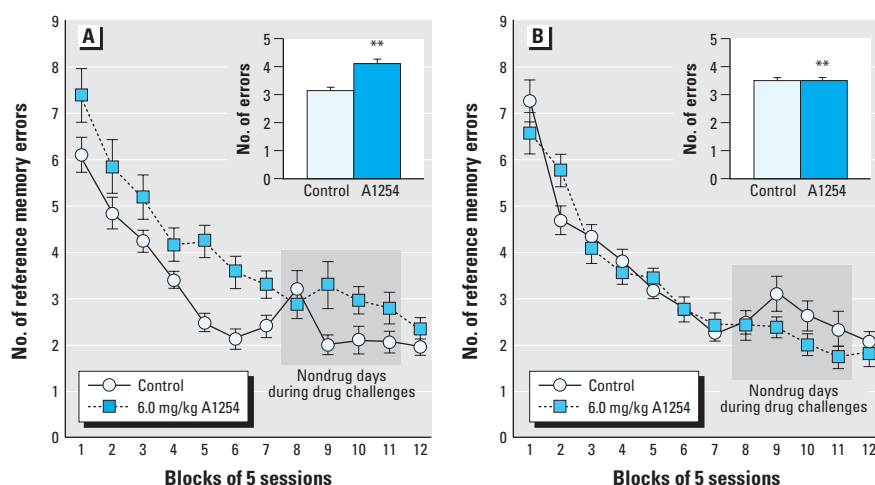 A
No. of reference memory errors
9
8
7
6
5
4
3
2
1
0
No. of errors
5
4
3
2
1
0
**
Control A1254
Control
6.0 mg/kg A1254
Nondrug days
during drug challenges
1 2 3 4 5 6 7 8 9 10 11 12
Blocks of 5 sessions
B
No. of reference memory errors
9
8
7
6
5
4
3
2
1
0
No. of errors
5
4
3
2
1
0
**
Control A1254
Control
6.0 mg/kg A1254
Nondrug days
during drug challenges
1 2 3 4 5 6 7 8 9 10 11 12
Blocks of 5 sessions